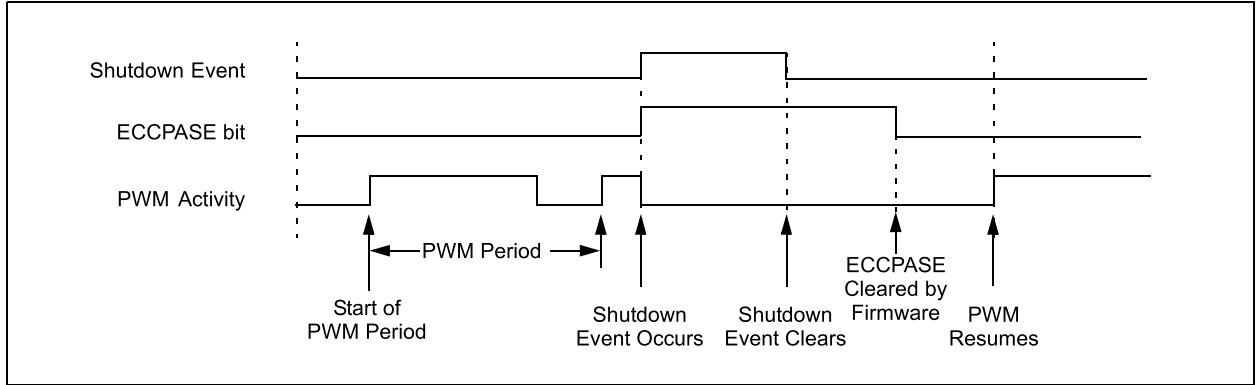 Shutdown Event
ECCPASE bit
PWM Activity
PWM Period
Start of
PWM Period
Shutdown
Event Occurs
Shutdown
Event Clears
ECCPASE
Cleared by
Firmware
PWM
Resumes